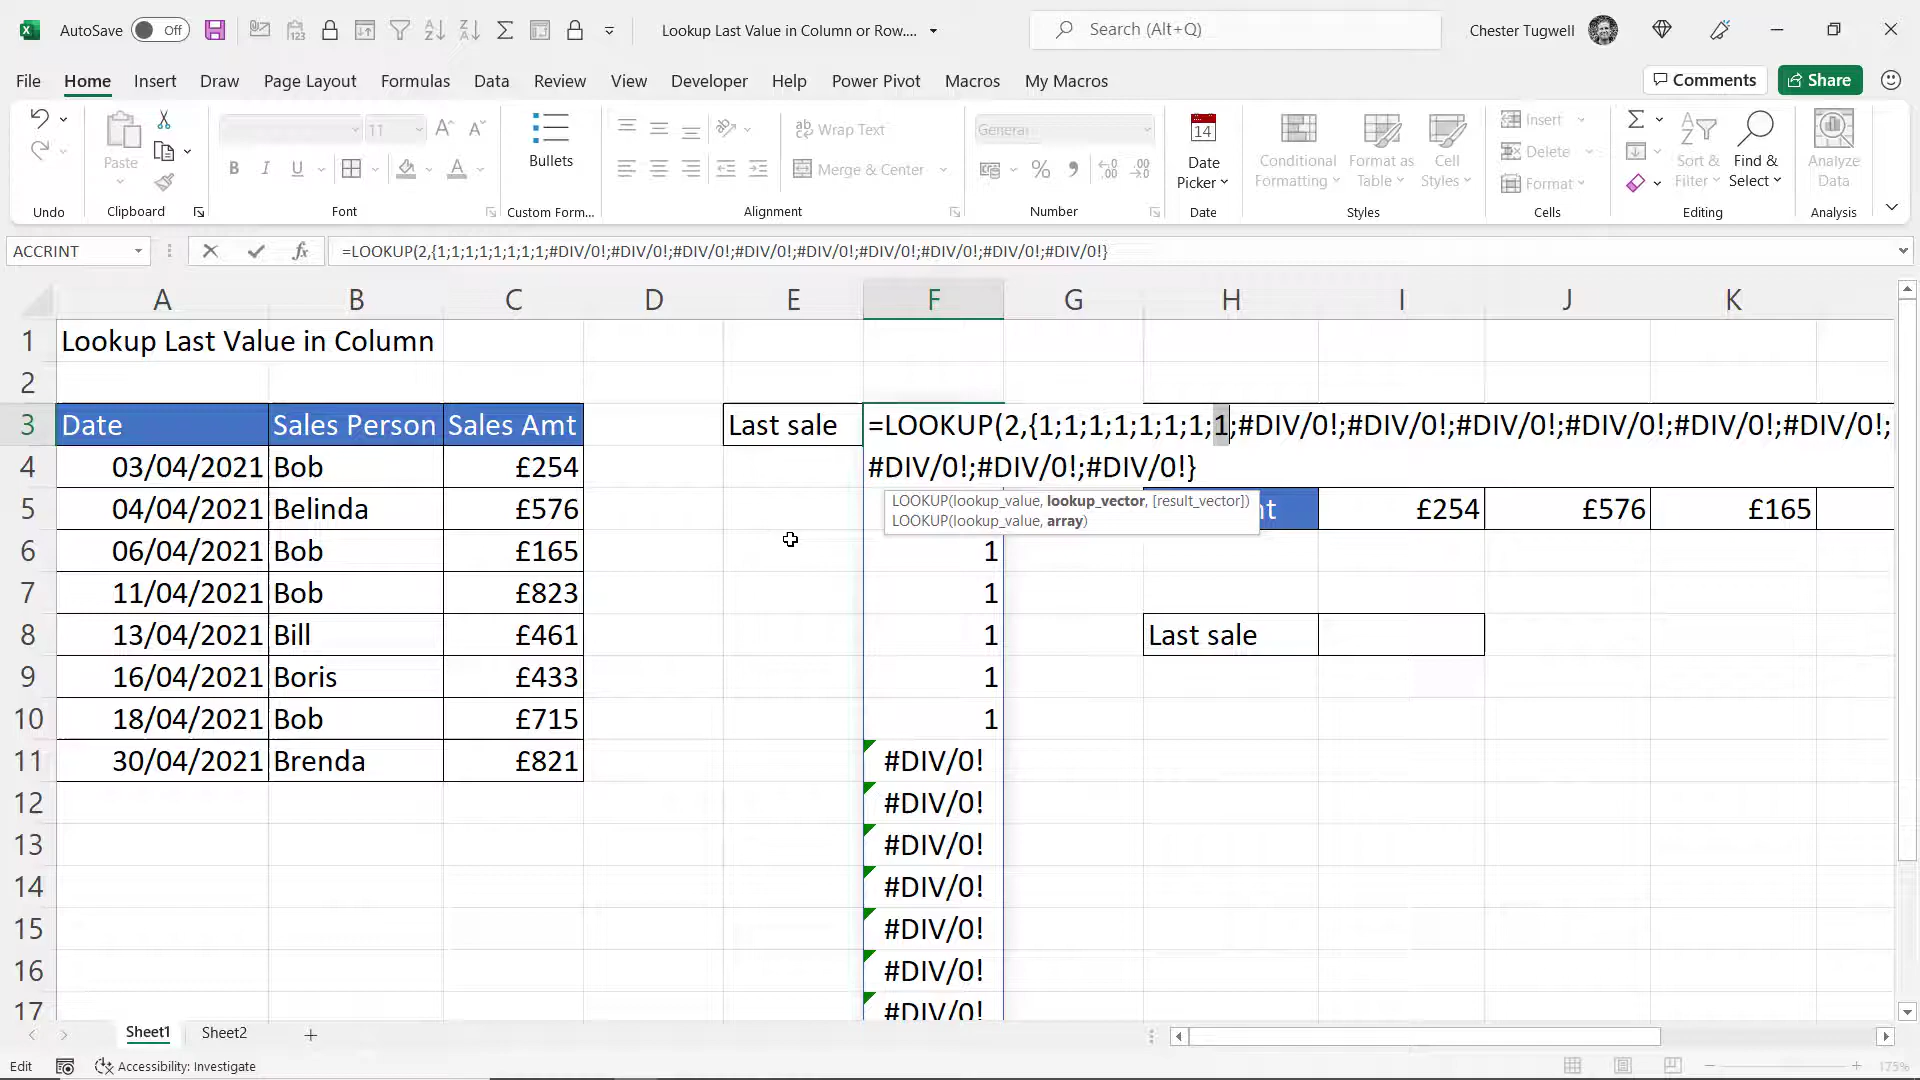 AutoSave Off Lookup Last Value in Column or Row.... Search (Alt+Q) Chester Tugwell
File Home Insert Draw Page Layout Formulas Data Review View Developer Help Power Pivot Macros My Macros Comments Share
Paste 11 Bullets Wrap Text General 14 Date Picker Conditional Formatting Format as Table Cell Styles Insert Sort & Filter Find & Select Analyze Data
B I U Merge & Center % Delete
Format
Undo Clipboard Font Custom Form... Alignment Number Date Styles Cells Editing Analysis
ACCRINT fx =LOOKUP(2,{1;1;1;1;1;1;1;1;#DIV/0!;#DIV/0!;#DIV/0!;#DIV/0!;#DIV/0!;#DIV/0!;#DIV/0!;#DIV/0!;#DIV/0!}
A B C D E F G H I J K
1 Lookup Last Value in Column
2
3 Date Sales Person Sales Amt Last sale =LOOKUP(2,{1;1;1;1;1;1;1;1;#DIV/0!;#DIV/0!;#DIV/0!;#DIV/0!;#DIV/0!;#DIV/0!;
4 03/04/2021 Bob £254 #DIV/0!;#DIV/0!;#DIV/0!}
LOOKUP(lookup_value, lookup_vector, [result_vector])
5 04/04/2021 Belinda £576 £254 £576 £165
LOOKUP(lookup_value, array)
6 06/04/2021 Bob £165 1
7 11/04/2021 Bob £823 1
8 13/04/2021 Bill £461 1 Last sale
9 16/04/2021 Boris £433 1
10 18/04/2021 Bob £715 1
11 30/04/2021 Brenda £821 #DIV/0!
12 #DIV/0!
13 #DIV/0!
14 #DIV/0!
15 #DIV/0!
16 #DIV/0!
17 #DIV/0!
Sheet1 Sheet2
Edit Accessibility: Investigate 175%